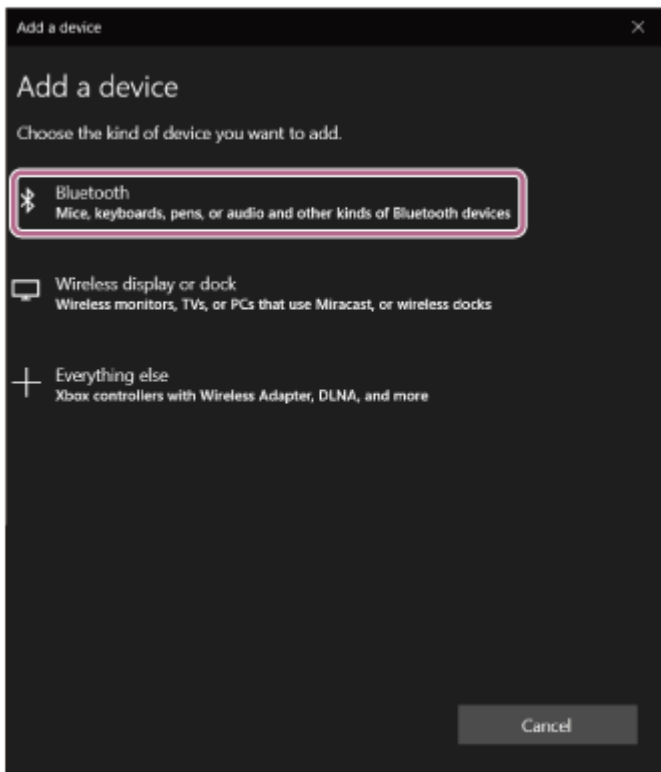 Add a device
Add a device
Choose the kind of device you want to add.
Bluetooth
Mice, keyboards, pens, or audio and other kinds of Bluetooth devices
Wireless display or dock
Wireless monitors, TVs, or PCs that use Miracast, or wireless docks
Everything else
Xbox controllers with Wireless Adapter, DLNA, and more
Cancel